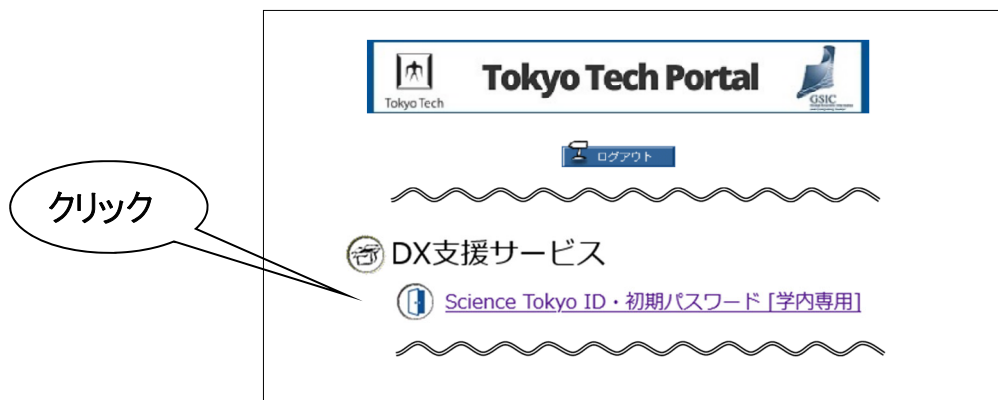 Tokyo Tech
Tokyo Tech Portal
GSIC
ログアウト
クリック
DX支援サービス
Science Tokyo ID・初期パスワード [学内専用]